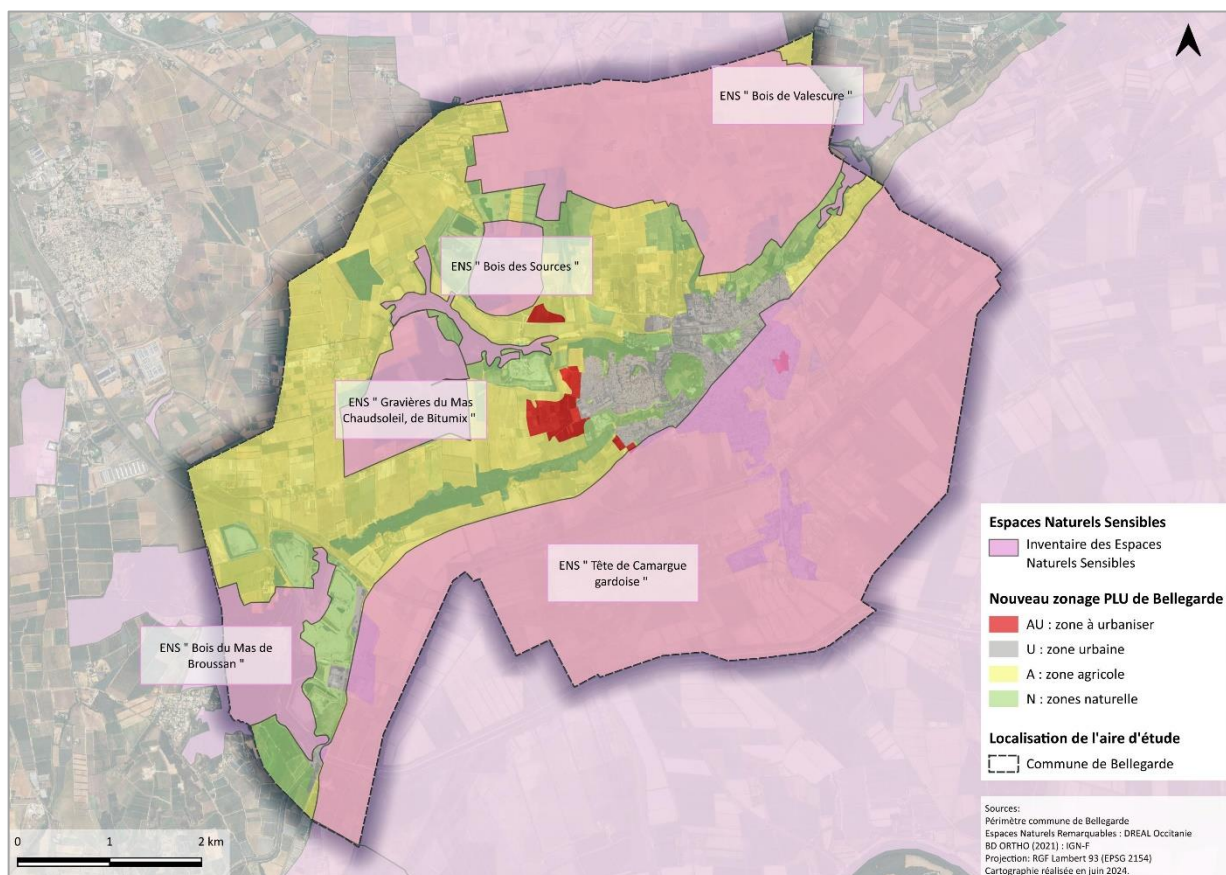 ENS " Bois de Valescure "
ENS " Bois des Sources "
ENS " Gravières du Mas
Chaudsoleil, de Bitumix "
ENS " Tête de Camargue
gardoise "
ENS " Bois du Mas de
Broussan "
Espaces Naturels Sensibles
Inventaire des Espaces
Naturels Sensibles
Nouveau zonage PLU de Bellegarde
AU : zone à urbaniser
U : zone urbaine
A : zone agricole
N : zones naturelle
Localisation de l'aire d'étude
Commune de Bellegarde
Sources:
Périmètre commune de Bellegarde
Espaces Naturels Remarquables : DREAL Occitanie
BD ORTHO (2021) : IGN-F
Projection: RGF Lambert 93 (EPSG 2154)
Cartographie réalisée en juin 2024.
0 1 2 km